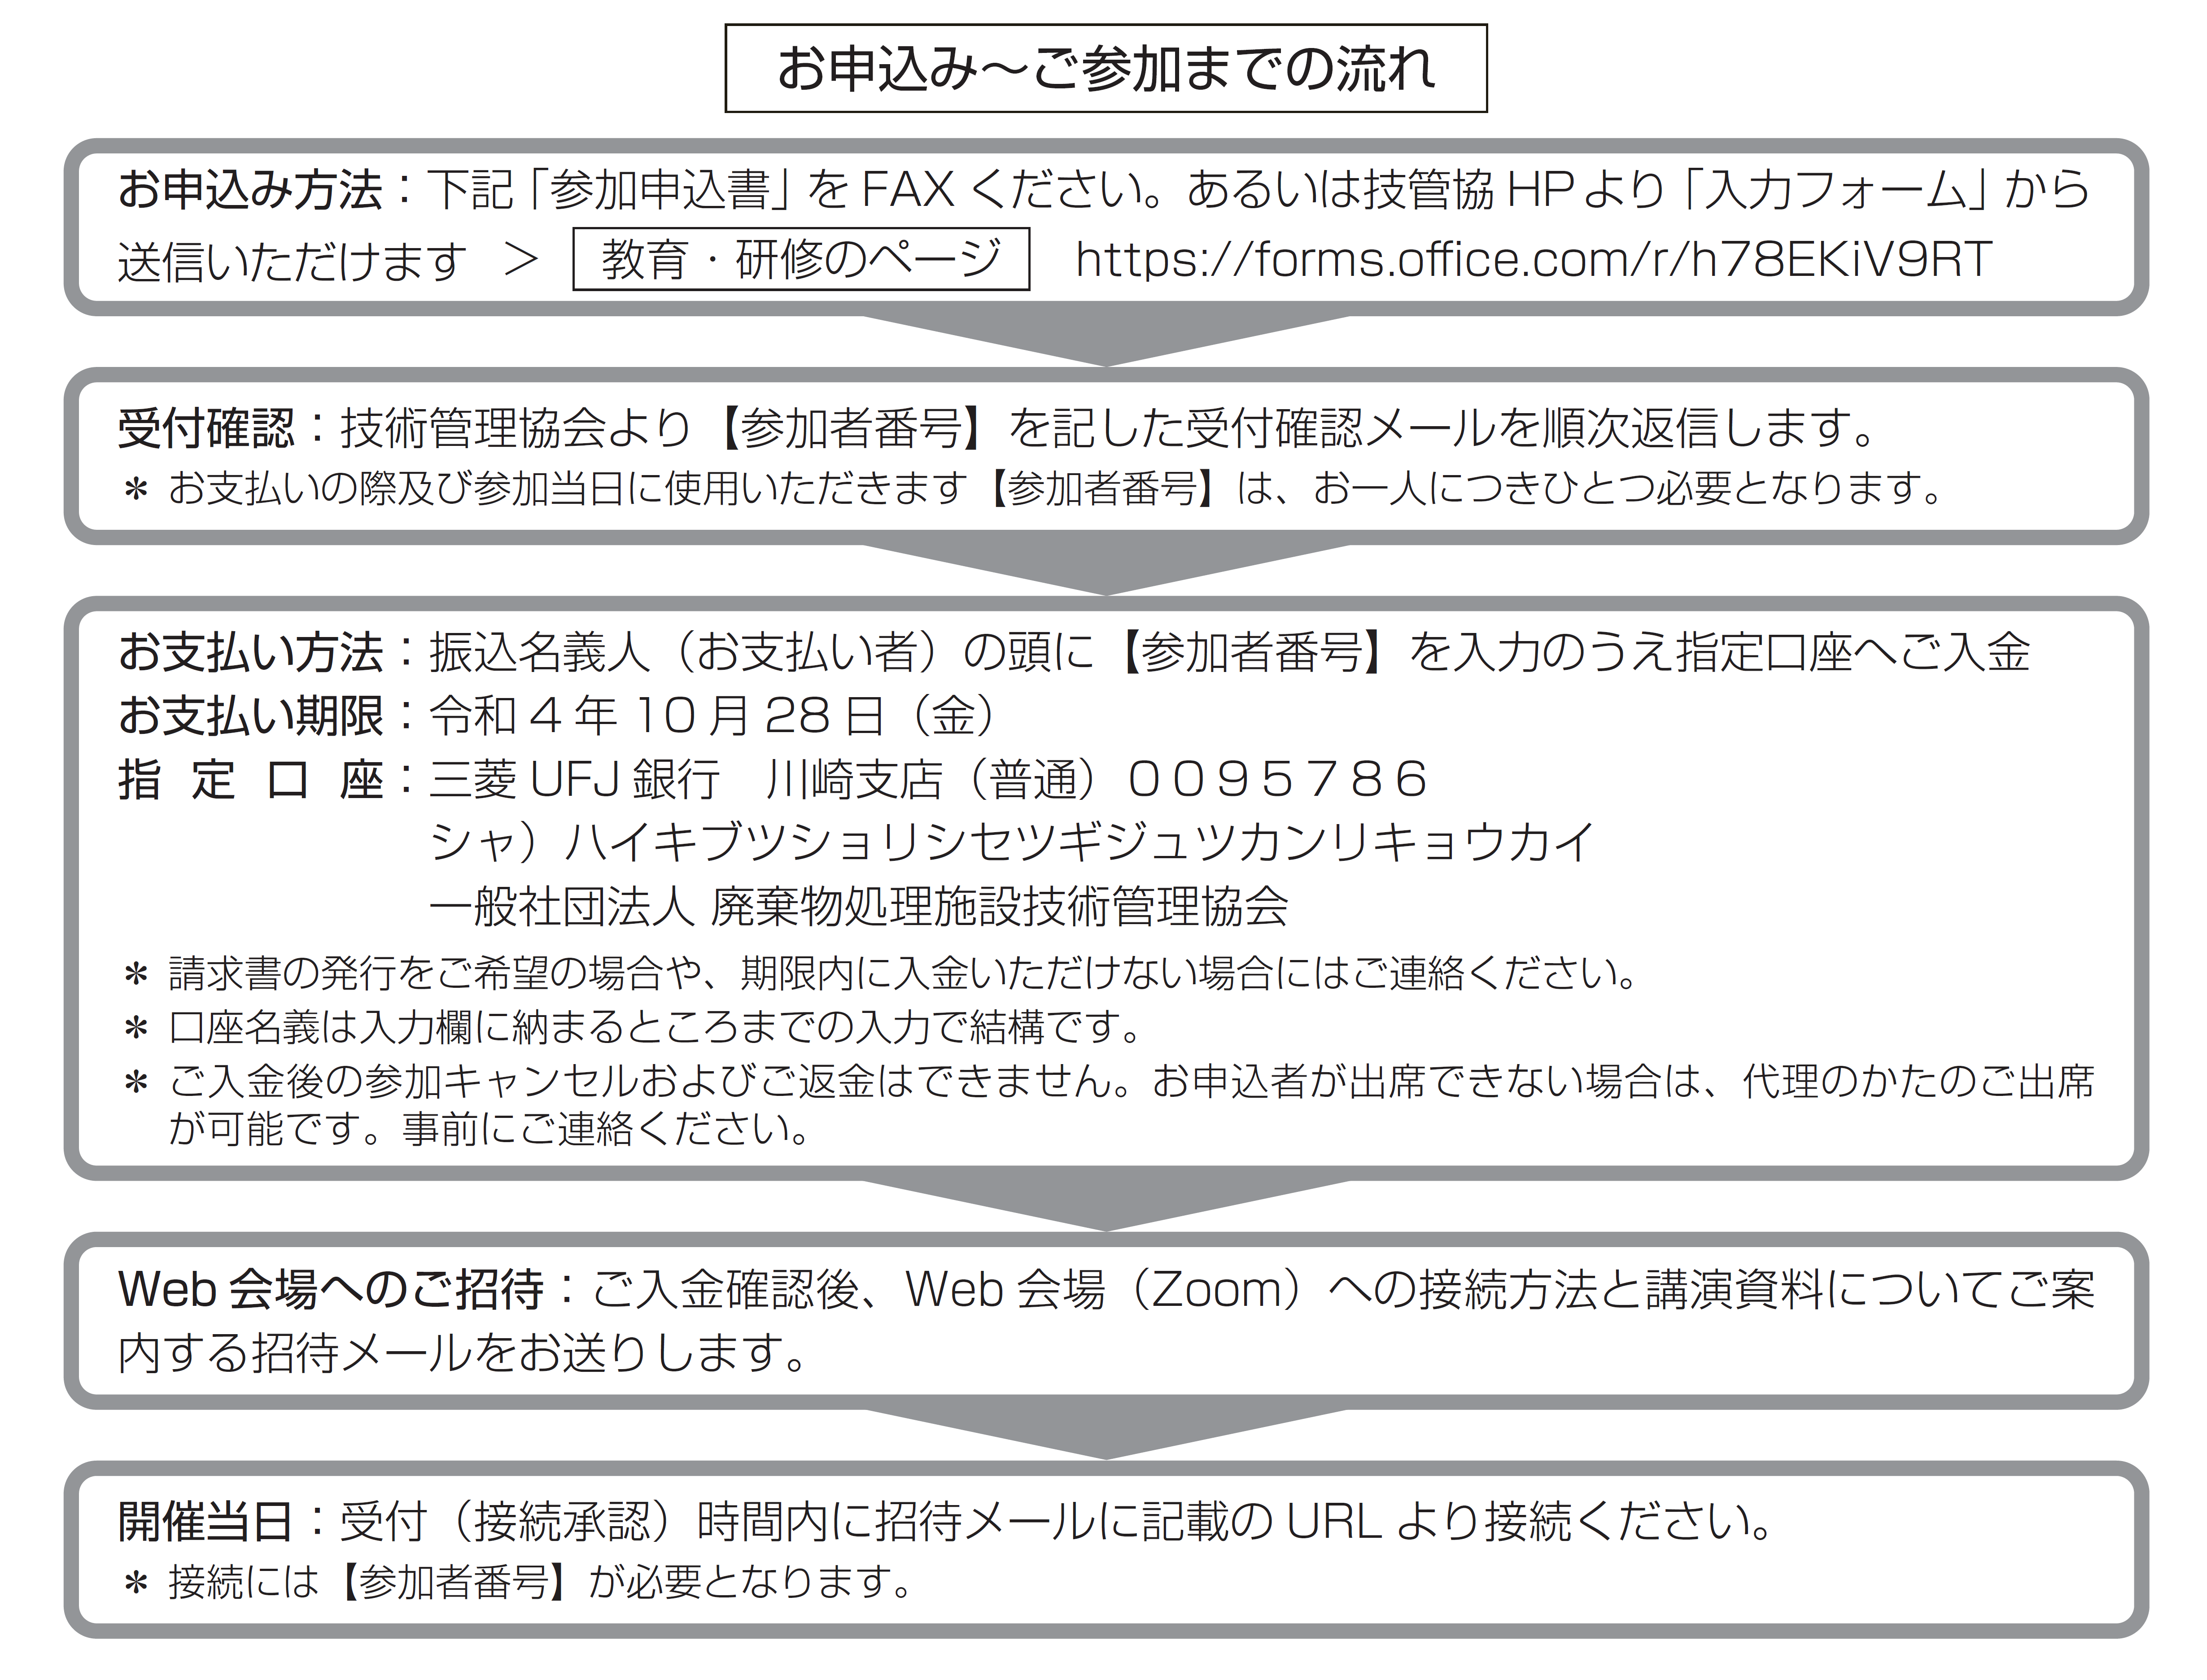 お申込み～ご参加までの流れ
お申込み方法：下記「参加申込書」をFAXください。あるいは技管協HPより「入力フォーム」から
送信いただけます　＞　教育・研修のページ　https://forms.office.com/r/h78EKiV9RT
受付確認：技術管理協会より【参加者番号】を記した受付確認メールを順次返信します。
＊ お支払いの際及び参加当日に使用いただきます【参加者番号】は、お一人につきひとつ必要となります。
お支払い方法：振込名義人（お支払い者）の頭に【参加者番号】を入力のうえ指定口座へご入金
お支払い期限：令和4年10月28日（金）
指定口座：三菱UFJ銀行　川崎支店（普通）００９５７８６
シャ）ハイキブツショリシセツギジュツカンリキョウカイ
一般社団法人 廃棄物処理施設技術管理協会
＊ 請求書の発行をご希望の場合や、期限内に入金いただけない場合にはご連絡ください。
＊ 口座名義は入力欄に納まるところまでの入力で結構です。
＊ ご入金後の参加キャンセルおよびご返金はできません。お申込者が出席できない場合は、代理のかたのご出席
が可能です。事前にご連絡ください。
Web会場へのご招待：ご入金確認後、Web会場（Zoom）への接続方法と講演資料についてご案
内する招待メールをお送りします。
開催当日：受付（接続承認）時間内に招待メールに記載のURLより接続ください。
＊ 接続には【参加者番号】が必要となります。